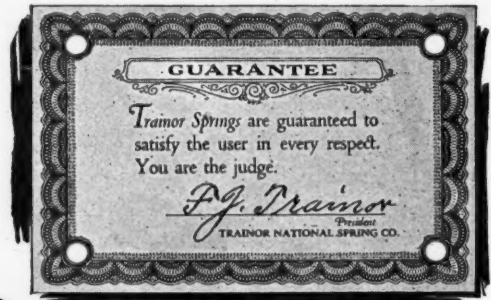 GUARANTEE
Trainor Springs are guaranteed to
satisfy the user in every respect.
You are the judge.
F. J. Trainor
President
TRAINOR NATIONAL SPRING CO.